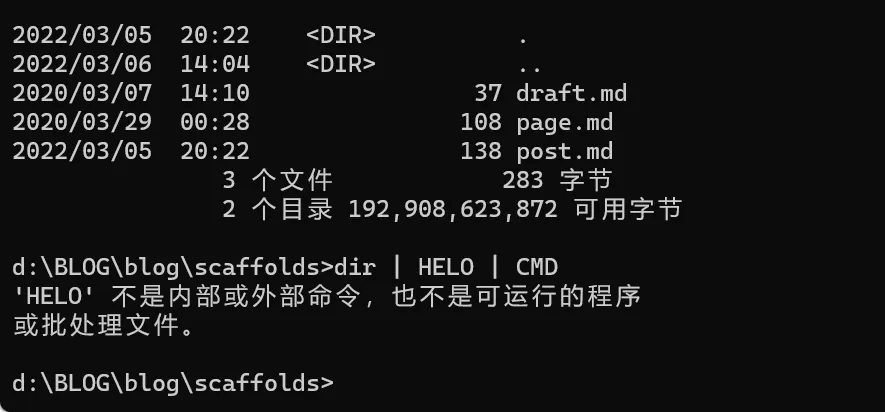 2022/03/05  20:22    <DIR>          .
2022/03/06  14:04    <DIR>          ..
2020/03/07  14:10                37 draft.md
2020/03/29  00:28               108 page.md
2022/03/05  20:22               138 post.md
               3 个文件            283 字节
               2 个目录 192,908,623,872 可用字节
d:\BLOG\blog\scaffolds>dir | HELO | CMD
'HELO' 不是内部或外部命令，也不是可运行的程序
或批处理文件。
d:\BLOG\blog\scaffolds>